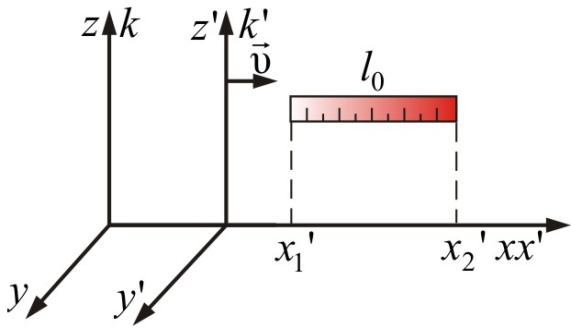 z k z' k'
υ⃗
l₀
x₁' x₂' xx'
y y'